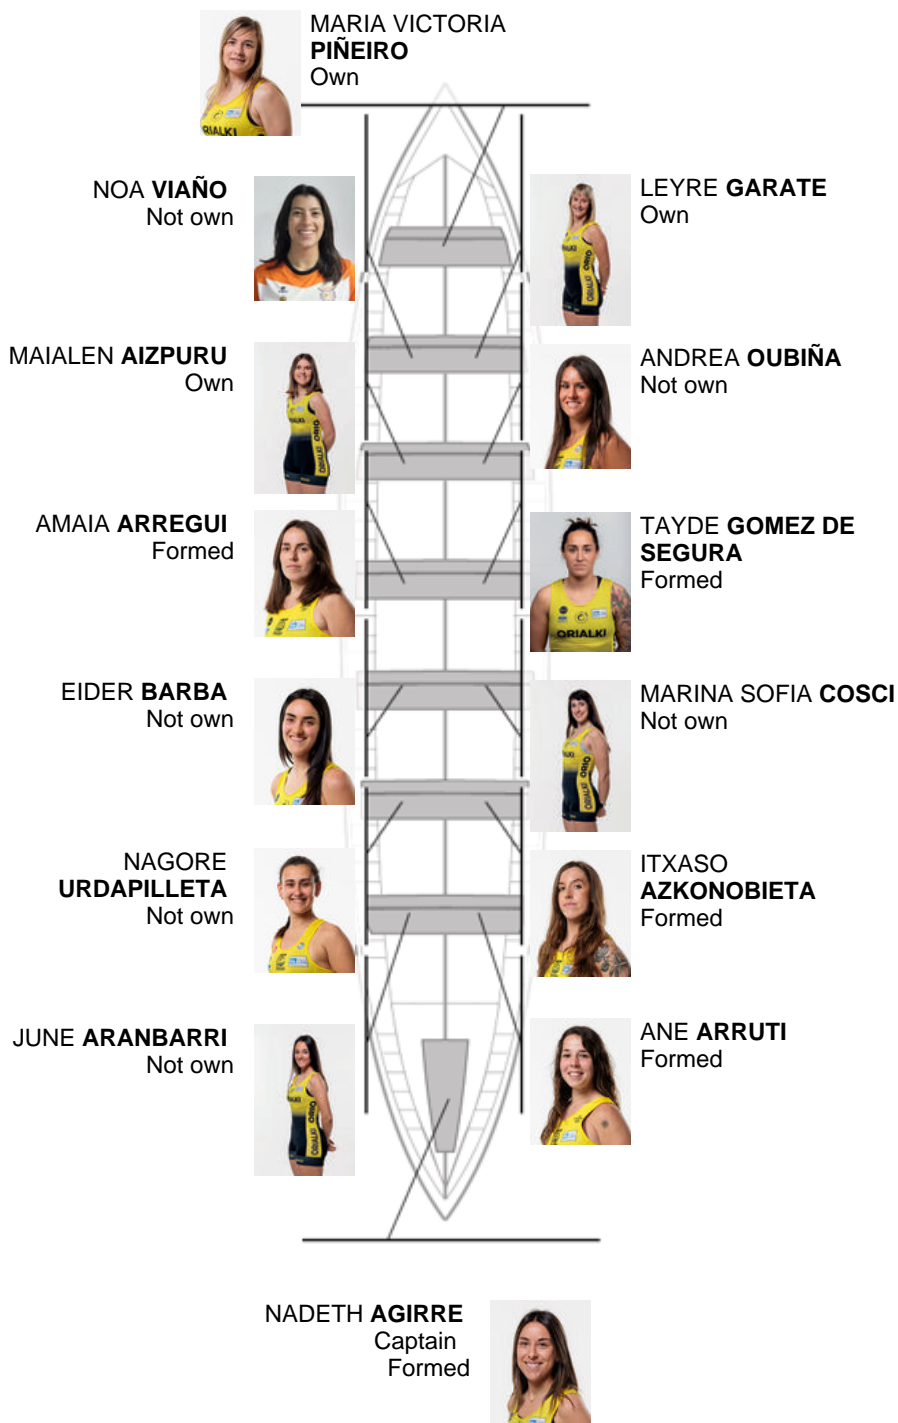 MARIA VICTORIA
PIÑEIRO
Own
NOA VIAÑO
Not own
LEYRE GARATE
Own
MAIALEN AIZPURU
Own
ANDREA OUBIÑA
Not own
AMAIA ARREGUI
Formed
TAYDE GOMEZ DE
SEGURA
Formed
ORIALKI
EIDER BARBA
Not own
MARINA SOFIA COSCI
Not own
NAGORE
URDAPILLETA
Not own
ITXASO
AZKONOBIETA
Formed
JUNE ARANBARRI
Not own
ANE ARRUTI
Formed
NADETH AGIRRE
Captain
Formed